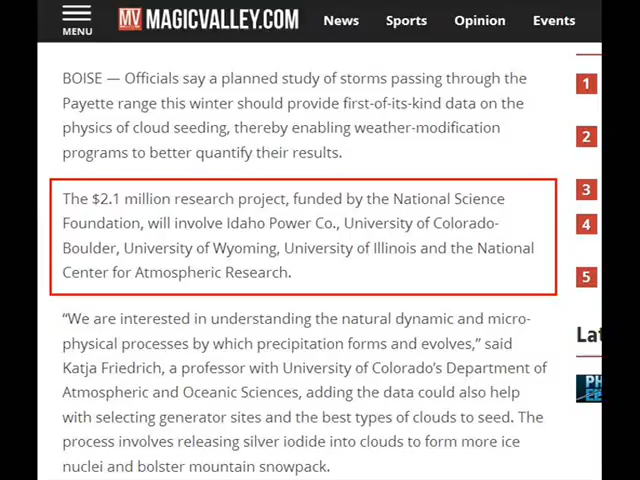 MENU
MV MAGICVALLEY.COM News Sports Opinion Events
BOISE — Officials say a planned study of storms passing through the
Payette range this winter should provide first-of-its-kind data on the
physics of cloud seeding, thereby enabling weather-modification
programs to better quantify their results.
The $2.1 million research project, funded by the National Science
Foundation, will involve Idaho Power Co., University of Colorado-
Boulder, University of Wyoming, University of Illinois and the National
Center for Atmospheric Research.
“We are interested in understanding the natural dynamic and micro-
physical processes by which precipitation forms and evolves,” said
Katja Friedrich, a professor with University of Colorado’s Department of
Atmospheric and Oceanic Sciences, adding the data could also help
with selecting generator sites and the best types of clouds to seed. The
process involves releasing silver iodide into clouds to form more ice
nuclei and bolster mountain snowpack.
1
2
3
4
5
Lat